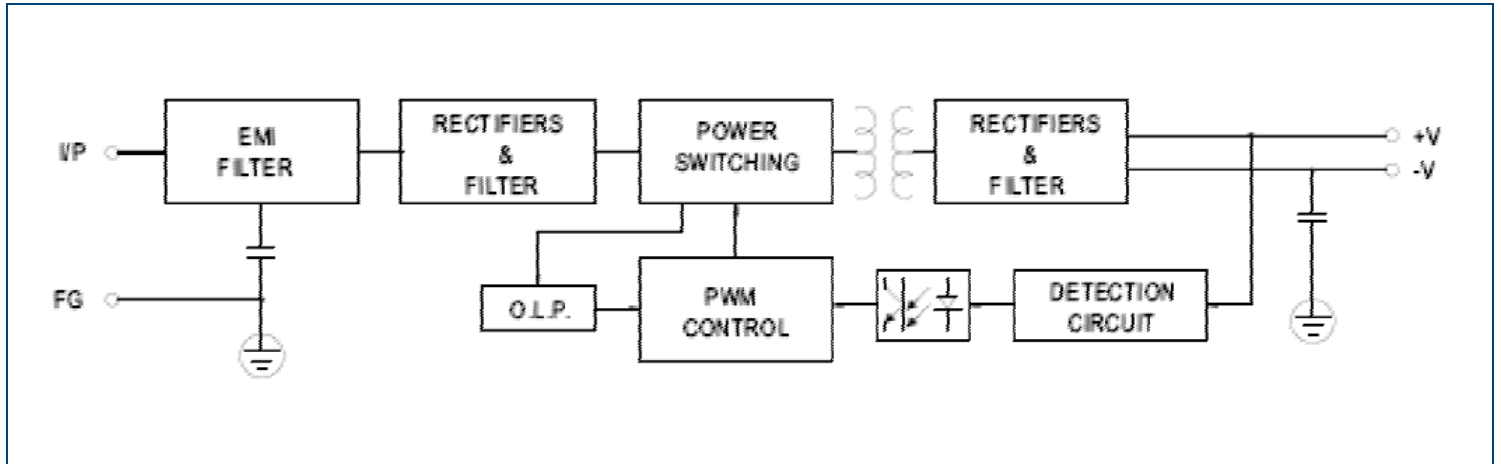 I/P
EMI
FILTER
RECTIFIERS
&
FILTER
POWER
SWITCHING
RECTIFIERS
&
FILTER
+V
-V
FG
O.L.P.
PWM
CONTROL
DETECTION
CIRCUIT